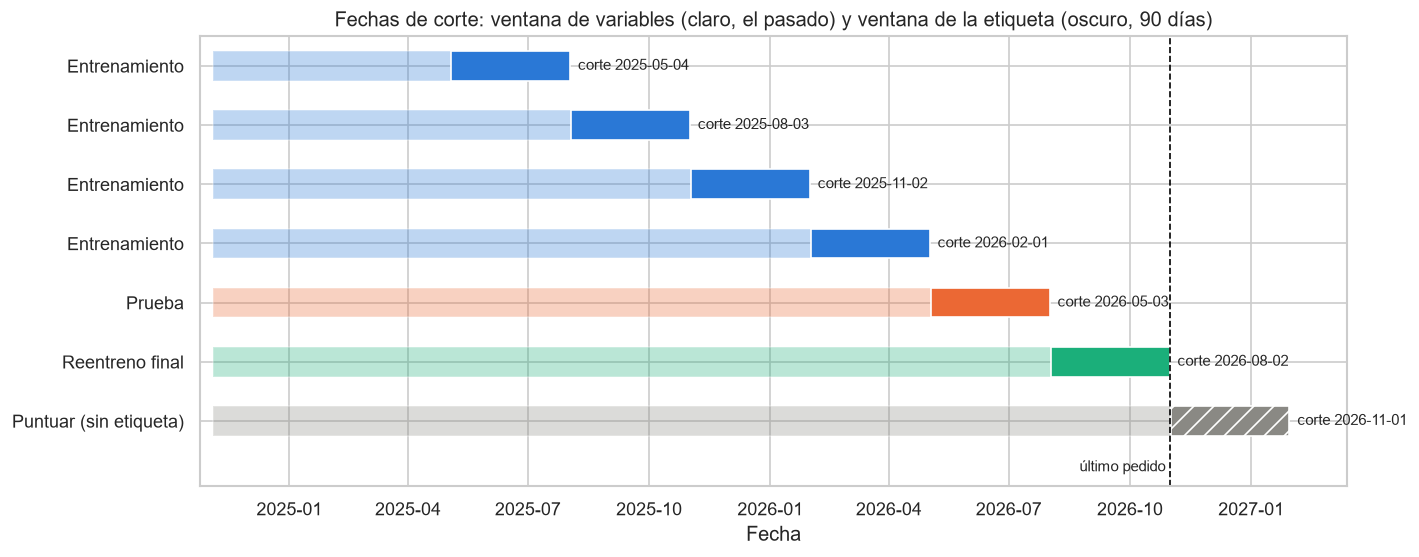 Fechas de corte: ventana de variables (claro, el pasado) y ventana de la etiqueta (oscuro, 90 días)
Entrenamiento
corte 2025-05-04
Entrenamiento
corte 2025-08-03
Entrenamiento
corte 2025-11-02
Entrenamiento
corte 2026-02-01
Prueba
corte 2026-05-03
Reentreno final
corte 2026-08-02
Puntuar (sin etiqueta)
corte 2026-11-01
último pedido
2025-01
2025-04
2025-07
2025-10
2026-01
2026-04
2026-07
2026-10
2027-01
Fecha